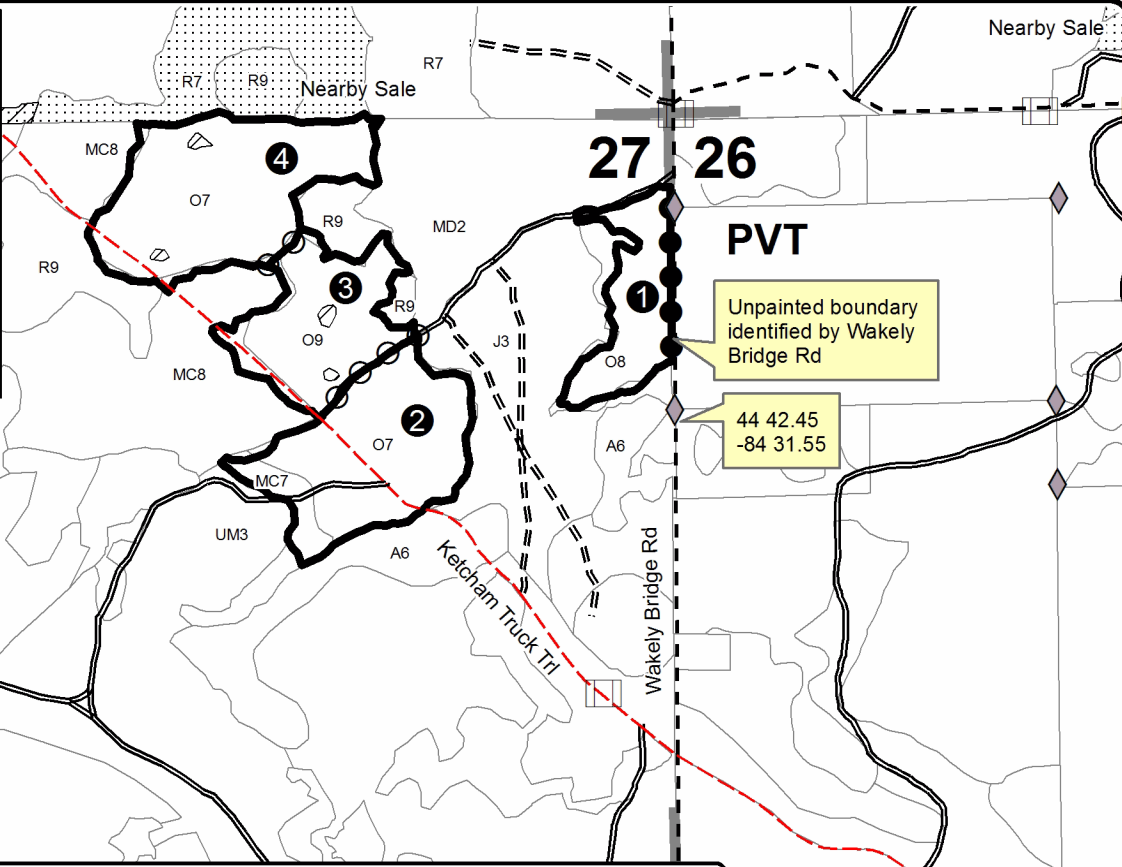 Nearby Sale
R7
R7
R9
Nearby Sale
27
26
MC8
4
O7
R9
MD2
PVT
R9
3
R9
1
Unpainted boundary
identified by Wakely
Bridge Rd
O9
J3
O8
MC8
2
44 42.45
-84 31.55
O7
A6
MC7
UM3
A6
Ketcham Truck Trl
Wakely Bridge Rd